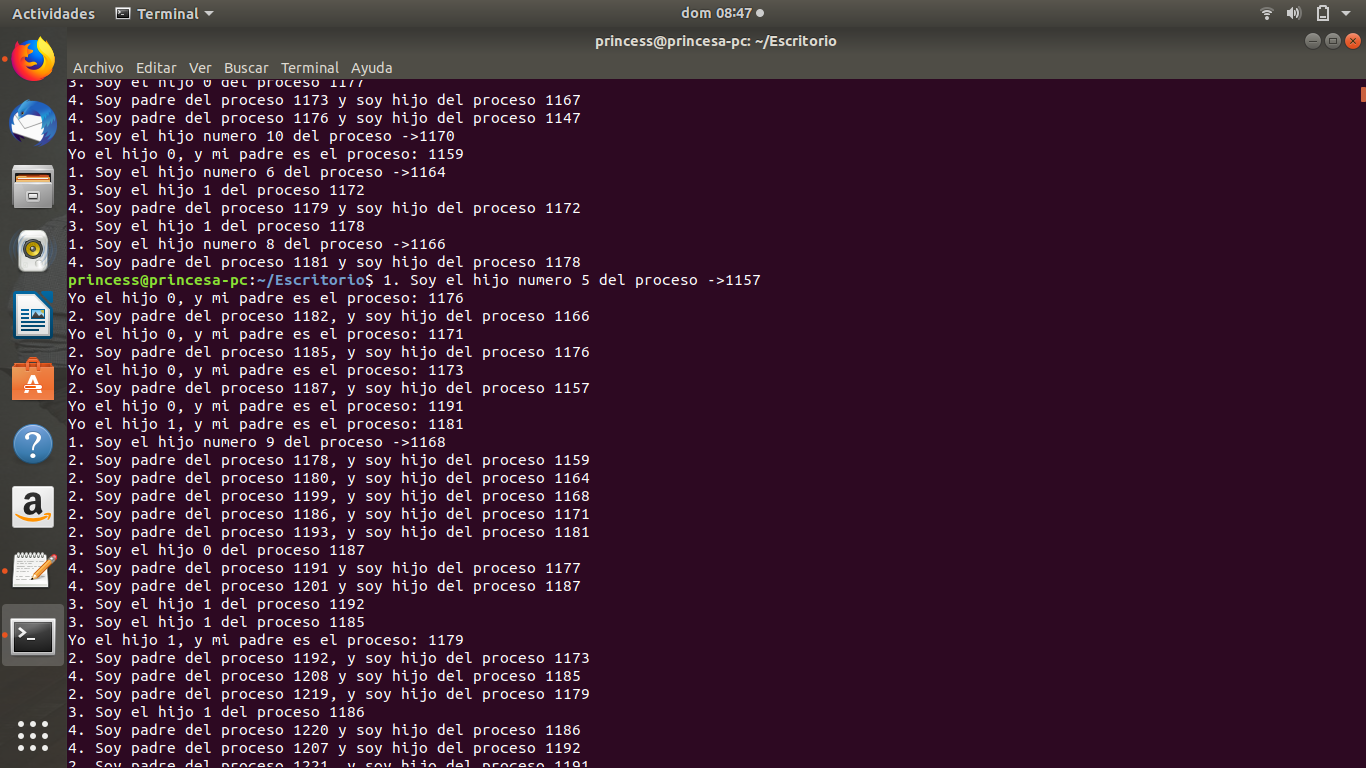 Actividades Terminal dom 08:47
princess@princesa-pc: ~/Escritorio
Archivo Editar Ver Buscar Terminal Ayuda
3. Soy el hijo 0 del proceso 1177
4. Soy padre del proceso 1173 y soy hijo del proceso 1167
4. Soy padre del proceso 1176 y soy hijo del proceso 1147
1. Soy el hijo numero 10 del proceso ->1170
Yo el hijo 0, y mi padre es el proceso: 1159
1. Soy el hijo numero 6 del proceso ->1164
3. Soy el hijo 1 del proceso 1172
4. Soy padre del proceso 1179 y soy hijo del proceso 1172
3. Soy el hijo 1 del proceso 1178
1. Soy el hijo numero 8 del proceso ->1166
4. Soy padre del proceso 1181 y soy hijo del proceso 1178
princess@princesa-pc:~/Escritorio$ 1. Soy el hijo numero 5 del proceso ->1157
Yo el hijo 0, y mi padre es el proceso: 1176
2. Soy padre del proceso 1182, y soy hijo del proceso 1166
Yo el hijo 0, y mi padre es el proceso: 1171
2. Soy padre del proceso 1185, y soy hijo del proceso 1176
Yo el hijo 0, y mi padre es el proceso: 1173
2. Soy padre del proceso 1187, y soy hijo del proceso 1157
Yo el hijo 0, y mi padre es el proceso: 1191
Yo el hijo 1, y mi padre es el proceso: 1181
1. Soy el hijo numero 9 del proceso ->1168
2. Soy padre del proceso 1178, y soy hijo del proceso 1159
2. Soy padre del proceso 1180, y soy hijo del proceso 1164
2. Soy padre del proceso 1199, y soy hijo del proceso 1168
2. Soy padre del proceso 1186, y soy hijo del proceso 1171
2. Soy padre del proceso 1193, y soy hijo del proceso 1181
3. Soy el hijo 0 del proceso 1187
4. Soy padre del proceso 1191 y soy hijo del proceso 1177
4. Soy padre del proceso 1201 y soy hijo del proceso 1187
3. Soy el hijo 1 del proceso 1192
3. Soy el hijo 1 del proceso 1185
Yo el hijo 1, y mi padre es el proceso: 1179
2. Soy padre del proceso 1192, y soy hijo del proceso 1173
4. Soy padre del proceso 1208 y soy hijo del proceso 1185
2. Soy padre del proceso 1219, y soy hijo del proceso 1179
3. Soy el hijo 1 del proceso 1186
4. Soy padre del proceso 1220 y soy hijo del proceso 1186
4. Soy padre del proceso 1207 y soy hijo del proceso 1192
2. Soy padre del proceso 1221, y soy hijo del proceso 1191